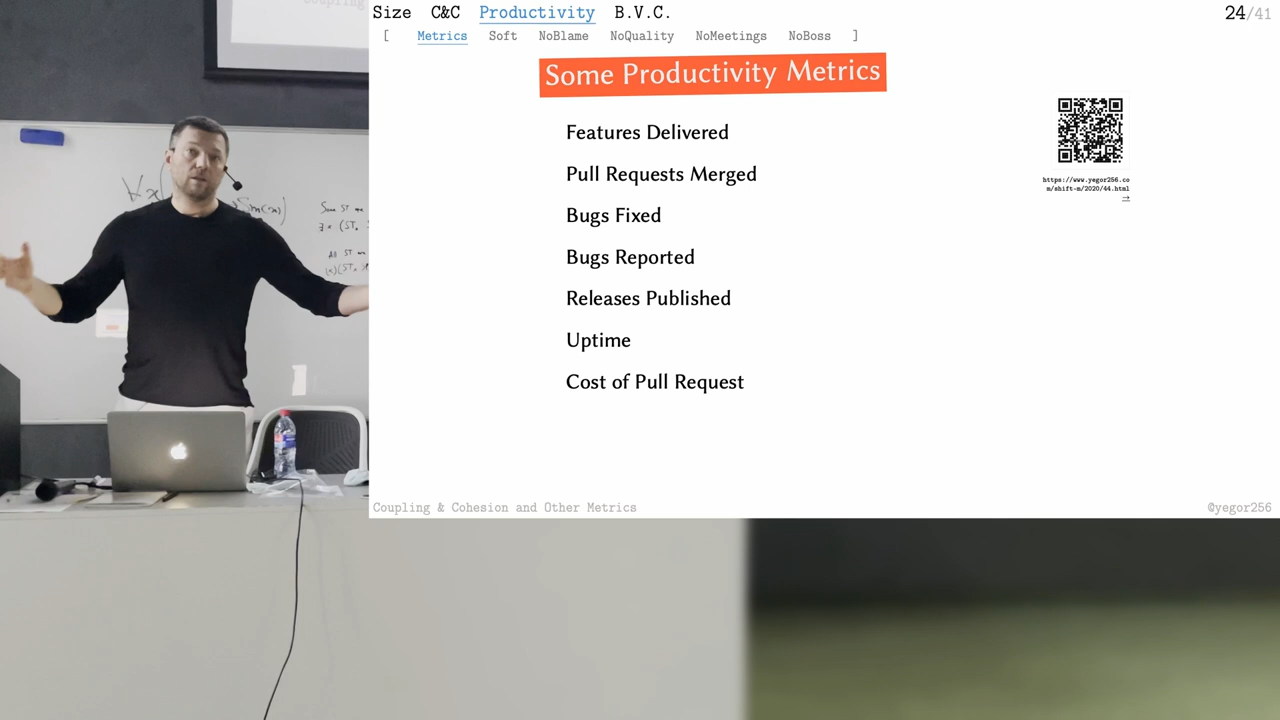 Size C&C Productivity B.V.C.
24/41
[ Metrics Soft NoBlame NoQuality NoMeetings NoBoss ]
Some Productivity Metrics
Features Delivered
Pull Requests Merged
Bugs Fixed
Bugs Reported
Releases Published
Uptime
Cost of Pull Request
https://www.yegor256.co
m/shift-m/2020/44.html
→
Coupling & Cohesion and Other Metrics
@yegor256